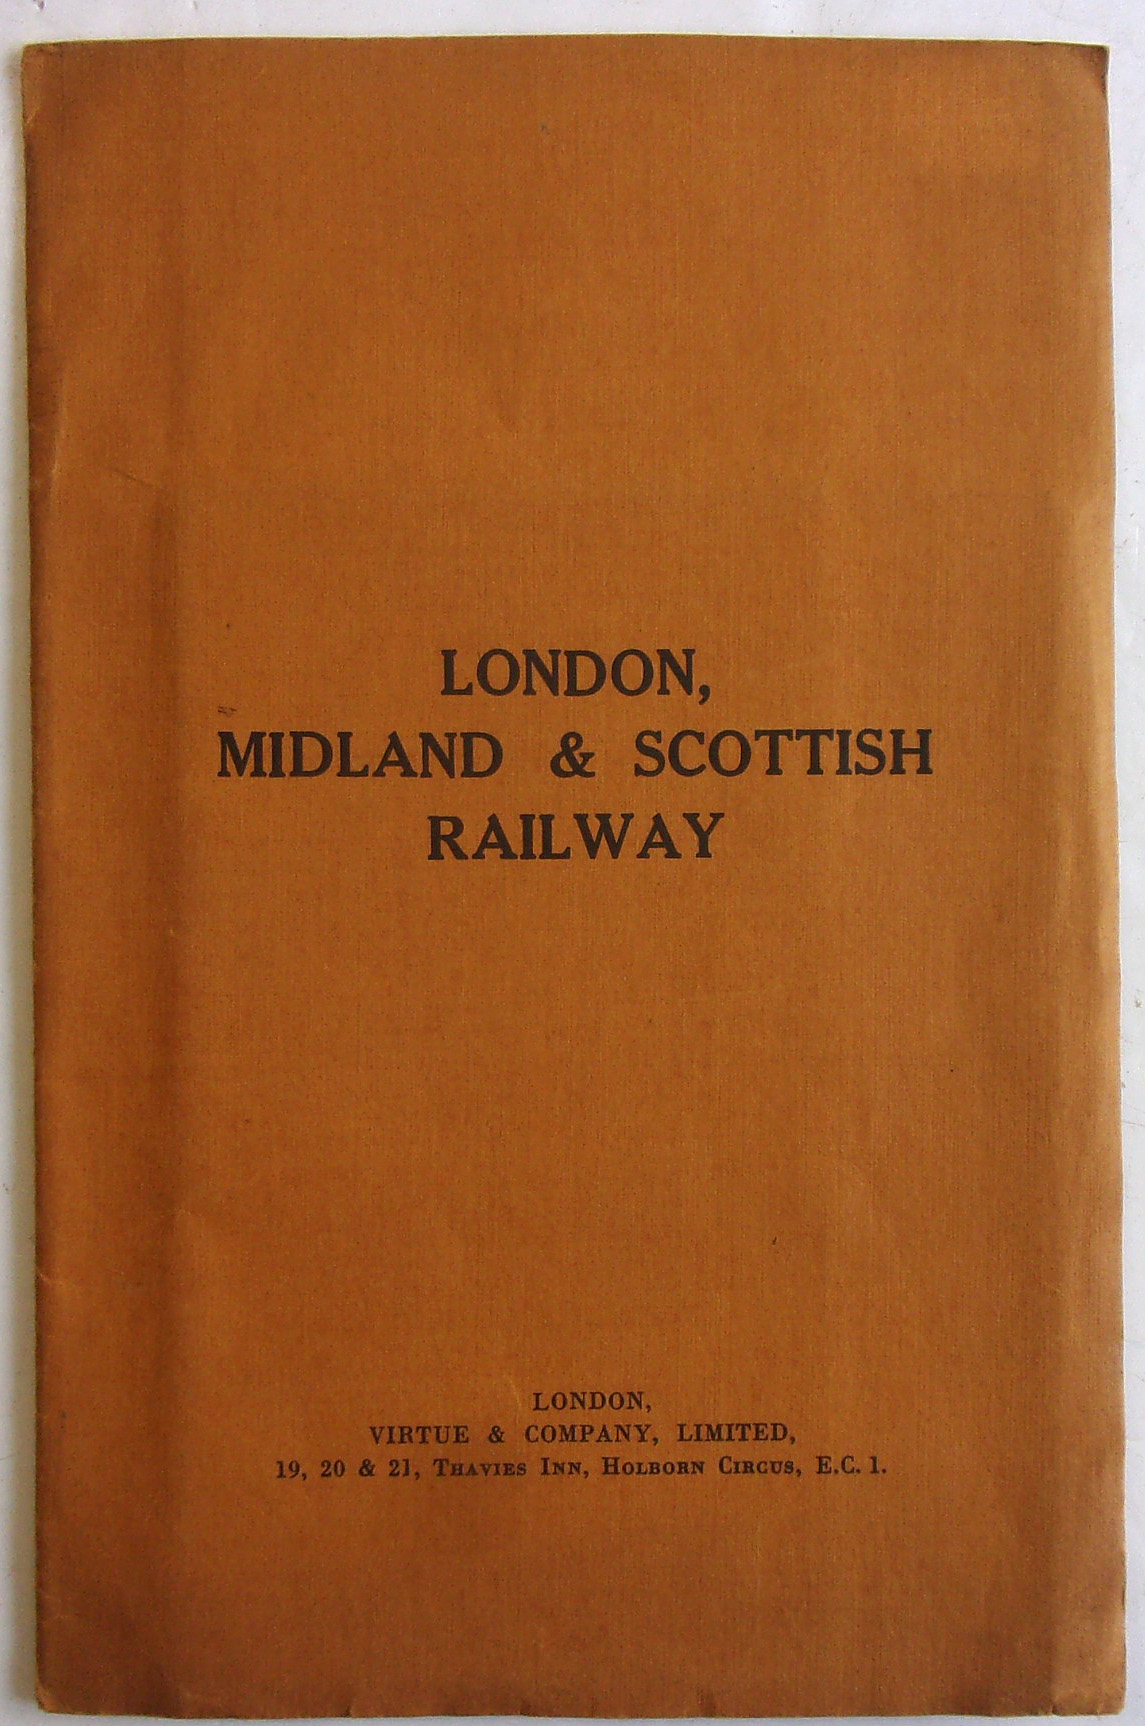 LONDON,
MIDLAND & SCOTTISH
RAILWAY
LONDON,
VIRTUE & COMPANY, LIMITED,
19, 20 & 21, THAVIES INN, HOLBORN CIRCUS, E.C. 1.